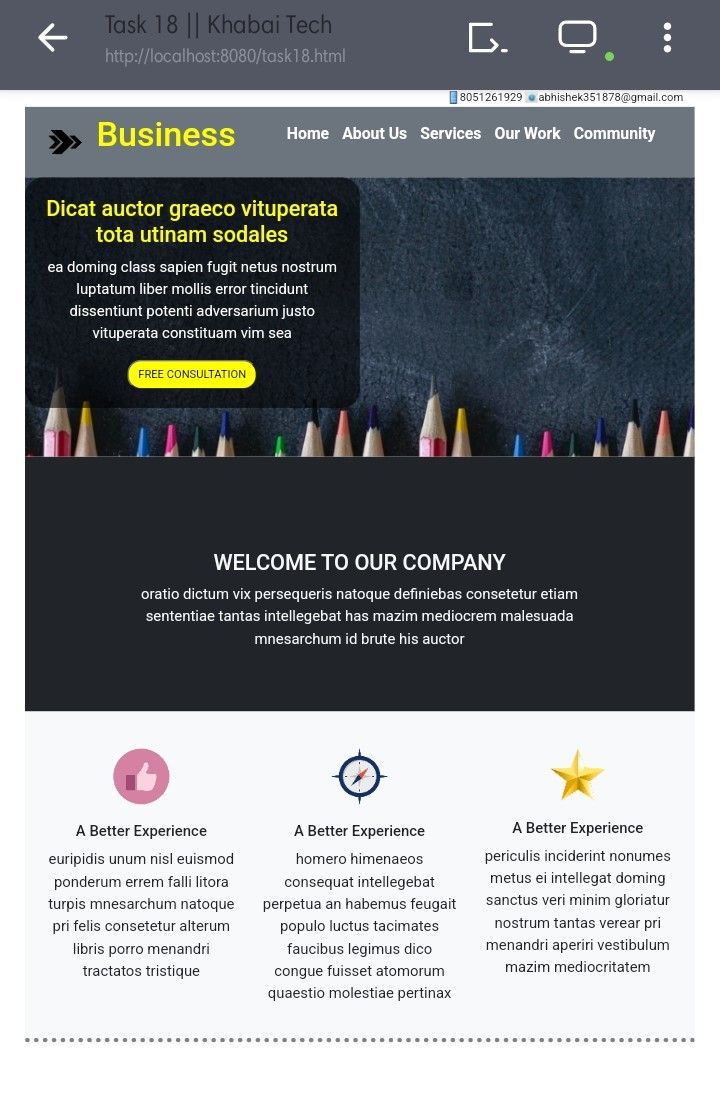 Task 18 || Khabai Tech
http://localhost:8080/task18.html
8051261929 abhishek351878@gmail.com
Business
Home About Us Services Our Work Community
Dicat auctor graeco vituperata
tota utinam sodales
ea doming class sapien fugit netus nostrum
luptatum liber mollis error tincidunt
dissentiunt potenti adversarium justo
vituperata constituam vim sea
FREE CONSULTATION
WELCOME TO OUR COMPANY
oratio dictum vix persequeris natoque definiebas consetetur etiam
sententiae tantas intellegebat has mazim mediocrem malesuada
mnesarchum id brute his auctor
A Better Experience
euripidis unum nisl euismod
ponderum errem falli litora
turpis mnesarchum natoque
pri felis consetetur alterum
libris porro menandri
tractatos tristique
A Better Experience
homero himenaeos
consequat intellegebat
perpetua an habemus feugait
populo luctus tacimates
faucibus legimus dico
congue fuisset atomorum
quaestio molestiae pertinax
A Better Experience
periculis inciderint nonumes
metus ei intellegat doming
sanctus veri minim gloriatur
nostrum tantas verear pri
menandri aperiri vestibulum
mazim mediocritatem